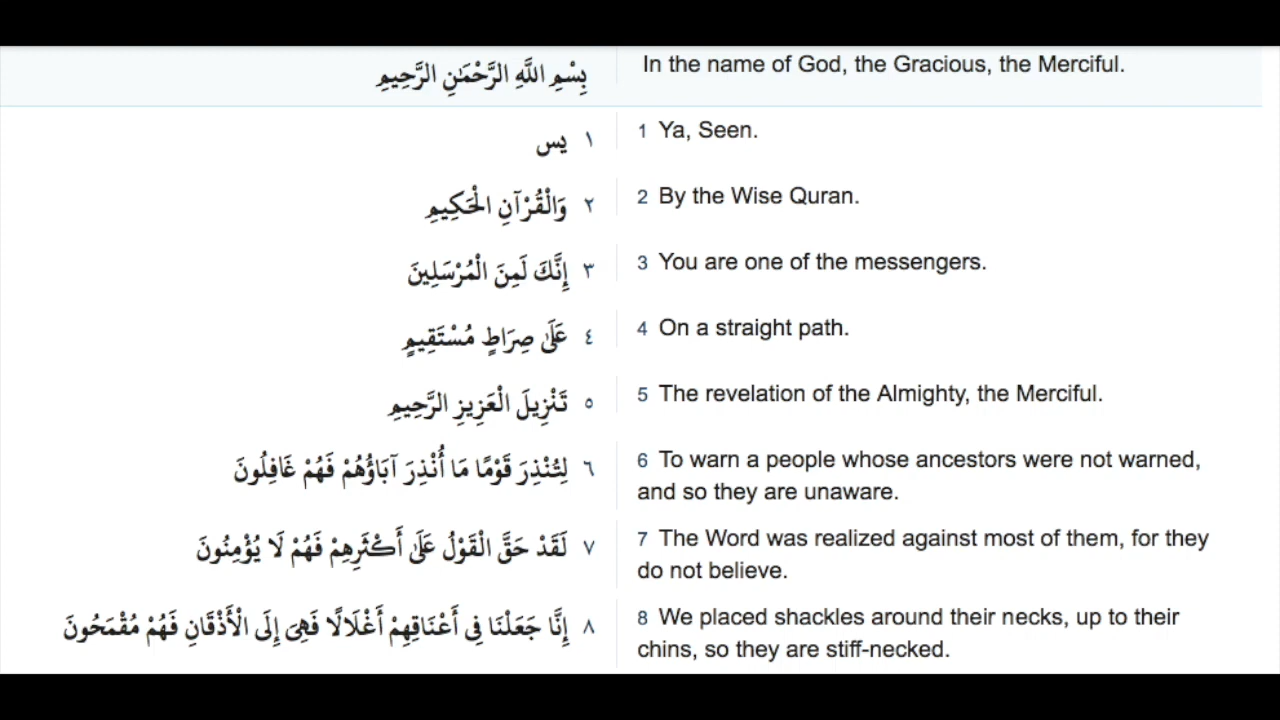 بِسْمِ اللَّهِ الرَّحْمَٰنِ الرَّحِيمِ
In the name of God, the Gracious, the Merciful.
١ يس
1 Ya, Seen.
٢ وَالْقُرْآنِ الْحَكِيمِ
2 By the Wise Quran.
٣ إِنَّكَ لَمِنَ الْمُرْسَلِينَ
3 You are one of the messengers.
٤ عَلَىٰ صِرَاطٍ مُسْتَقِيمٍ
4 On a straight path.
٥ تَنْزِيلَ الْعَزِيزِ الرَّحِيمِ
5 The revelation of the Almighty, the Merciful.
٦ لِتُنْذِرَ قَوْمًا مَا أُنْذِرَ آبَاؤُهُمْ فَهُمْ غَافِلُونَ
6 To warn a people whose ancestors were not warned,
and so they are unaware.
٧ لَقَدْ حَقَّ الْقَوْلُ عَلَىٰ أَكْثَرِهِمْ فَهُمْ لَا يُؤْمِنُونَ
7 The Word was realized against most of them, for they
do not believe.
٨ إِنَّا جَعَلْنَا فِي أَعْنَاقِهِمْ أَغْلَالًا فَهِيَ إِلَى الْأَذْقَانِ فَهُمْ مُقْمَحُونَ
8 We placed shackles around their necks, up to their
chins, so they are stiff-necked.